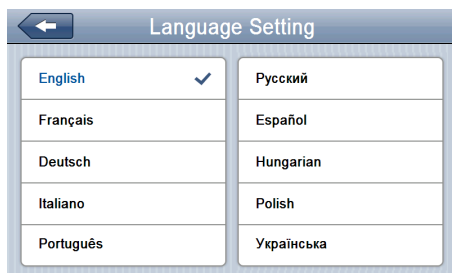 Language Setting
English
Français
Deutsch
Italiano
Português
Русский
Español
Hungarian
Polish
Українська